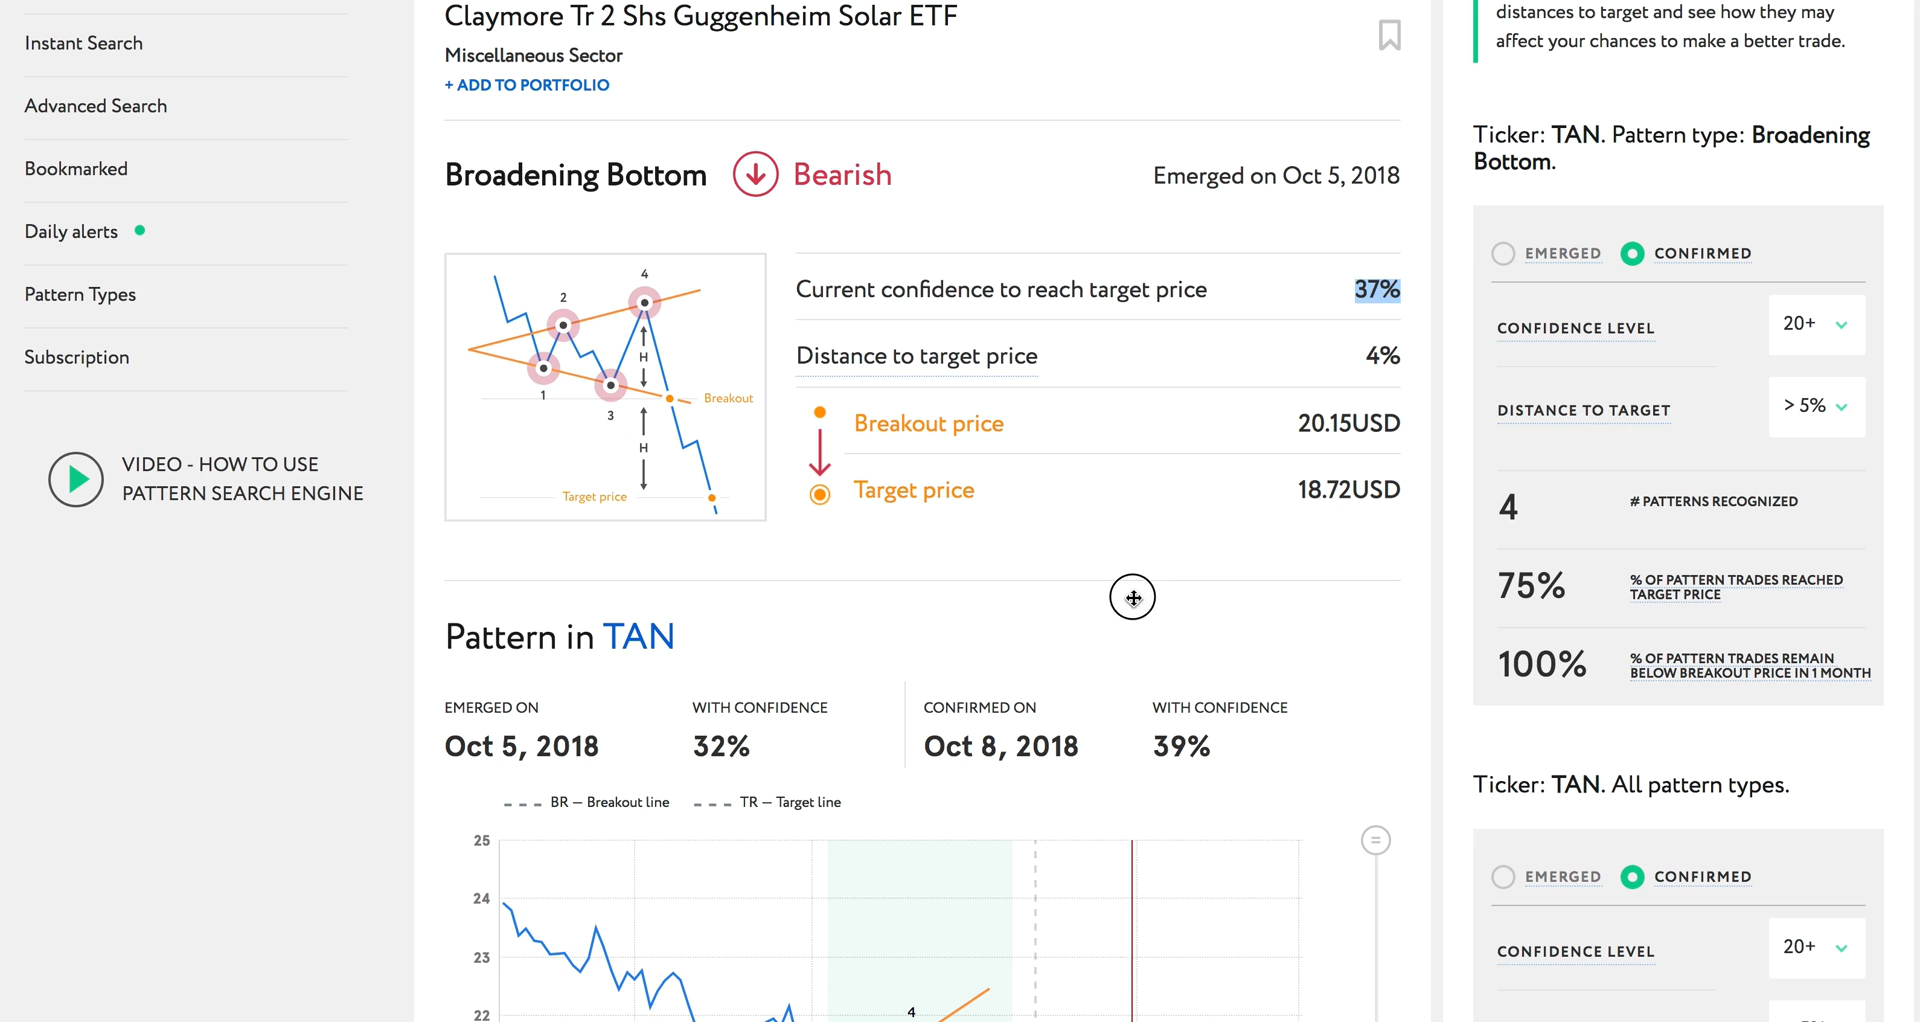 Instant Search
Advanced Search
Bookmarked
Daily alerts
Pattern Types
Subscription
VIDEO - HOW TO USE
PATTERN SEARCH ENGINE
Claymore Tr 2 Shs Guggenheim Solar ETF
Miscellaneous Sector
+ ADD TO PORTFOLIO
Broadening Bottom Bearish Emerged on Oct 5, 2018
4
2
H
1
3
Breakout
H
Target price
Current confidence to reach target price 37%
Distance to target price 4%
Breakout price 20.15USD
Target price 18.72USD
Pattern in TAN
EMERGED ON WITH CONFIDENCE CONFIRMED ON WITH CONFIDENCE
Oct 5, 2018 32% Oct 8, 2018 39%
BR – Breakout line TR – Target line
25
24
23
22
4
distances to target and see how they may
affect your chances to make a better trade.
Ticker: TAN. Pattern type: Broadening
Bottom.
EMERGED CONFIRMED
CONFIDENCE LEVEL 20+
DISTANCE TO TARGET > 5%
4 # PATTERNS RECOGNIZED
75% % OF PATTERN TRADES REACHED
TARGET PRICE
100% % OF PATTERN TRADES REMAIN
BELOW BREAKOUT PRICE IN 1 MONTH
Ticker: TAN. All pattern types.
EMERGED CONFIRMED
CONFIDENCE LEVEL 20+